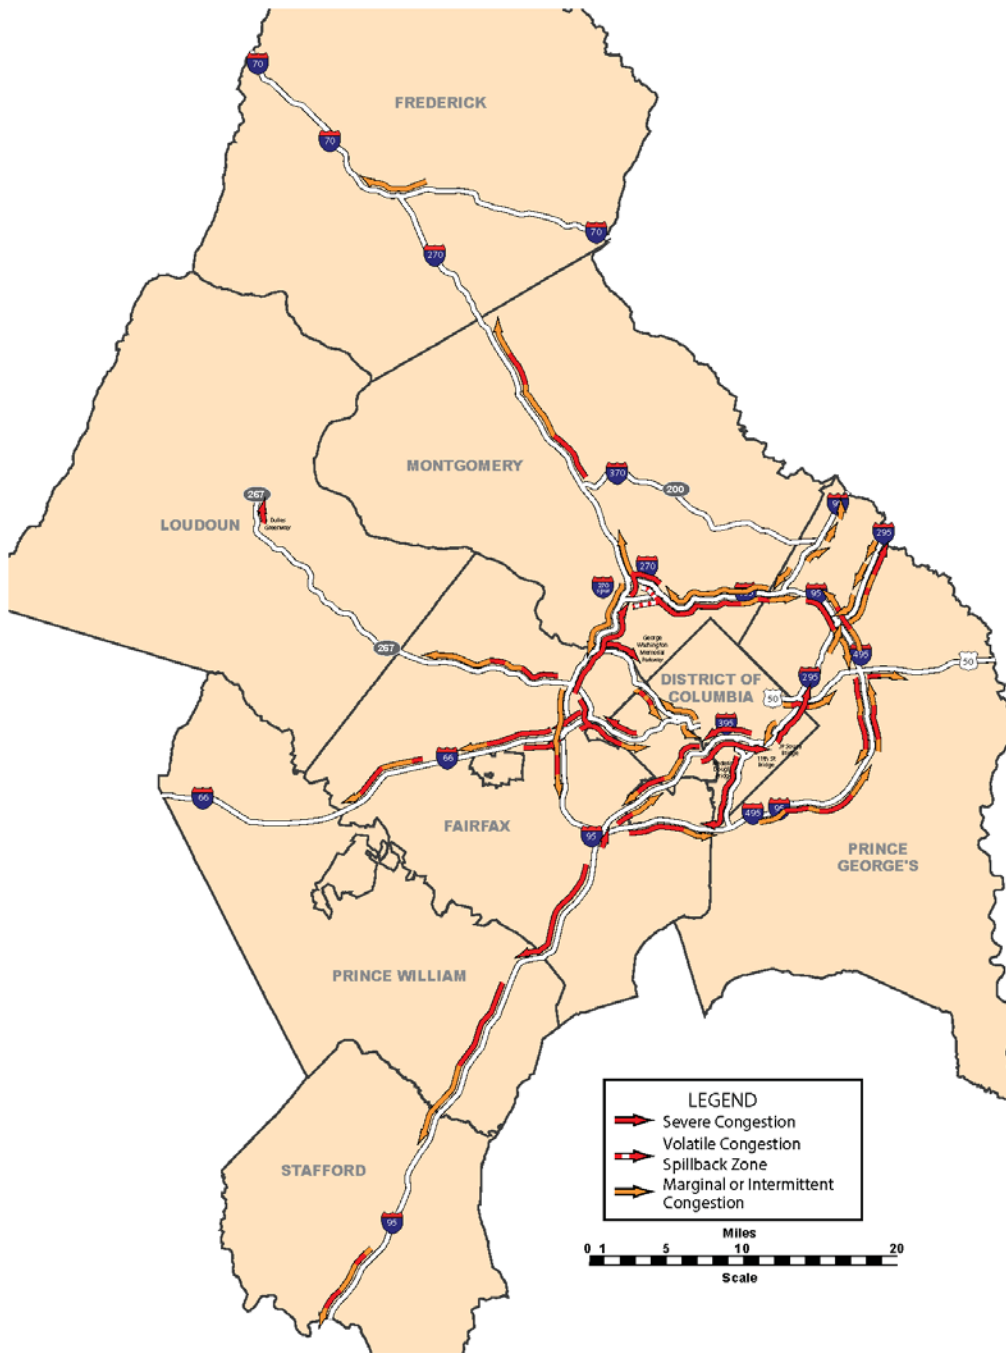 70
FREDERICK
70
70
270
MONTGOMERY
370
200
267
Dulles
Greenway
LOUDOUN
295
270
270
95
George
Washington
Memorial
Parkway
267
495
50
DISTRICT OF
COLUMBIA
295
50
395
11th St
Bridge
66
66
495
FAIRFAX
95
PRINCE
GEORGE'S
PRINCE WILLIAM
STAFFORD
95
LEGEND
Severe Congestion
Volatile Congestion
Spillback Zone
Marginal or Intermittent
Congestion
Miles
0 1 5 10 20
Scale